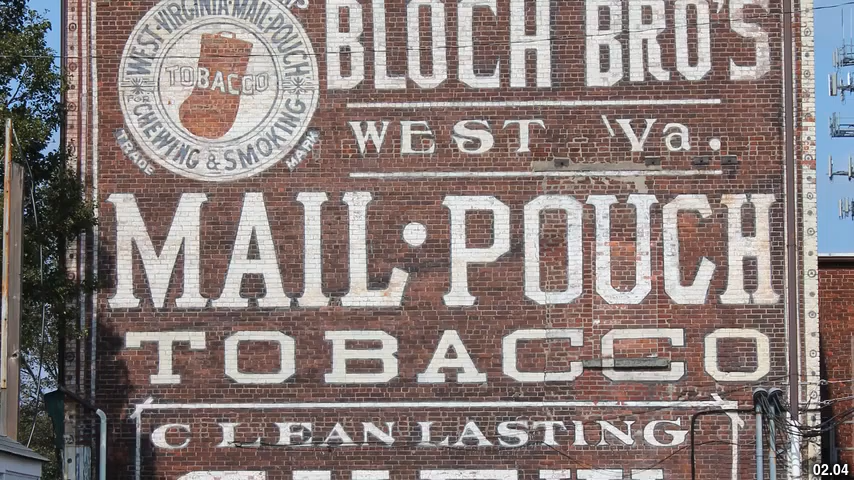 BLOCH BRO'S
WEST·VIRGINIA·MAIL·POUCH
TOBACCO
FOR
CHEWING & SMOKING
TRADE MARK
WEST Va.
MAIL·POUCH
TOBACCO
CLEAN LASTING
02.04